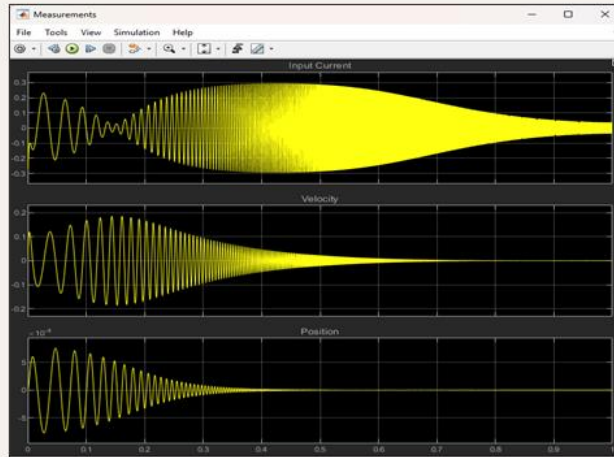 Measurements
File Tools View Simulation Help
Input Current
0.3
0.2
0.1
0
-0.1
-0.2
-0.3
Velocity
0.2
0.1
0
-0.1
-0.2
Position
5
0
-5
0 0.1 0.2 0.3 0.4 0.5 0.6 0.7 0.8 0.9